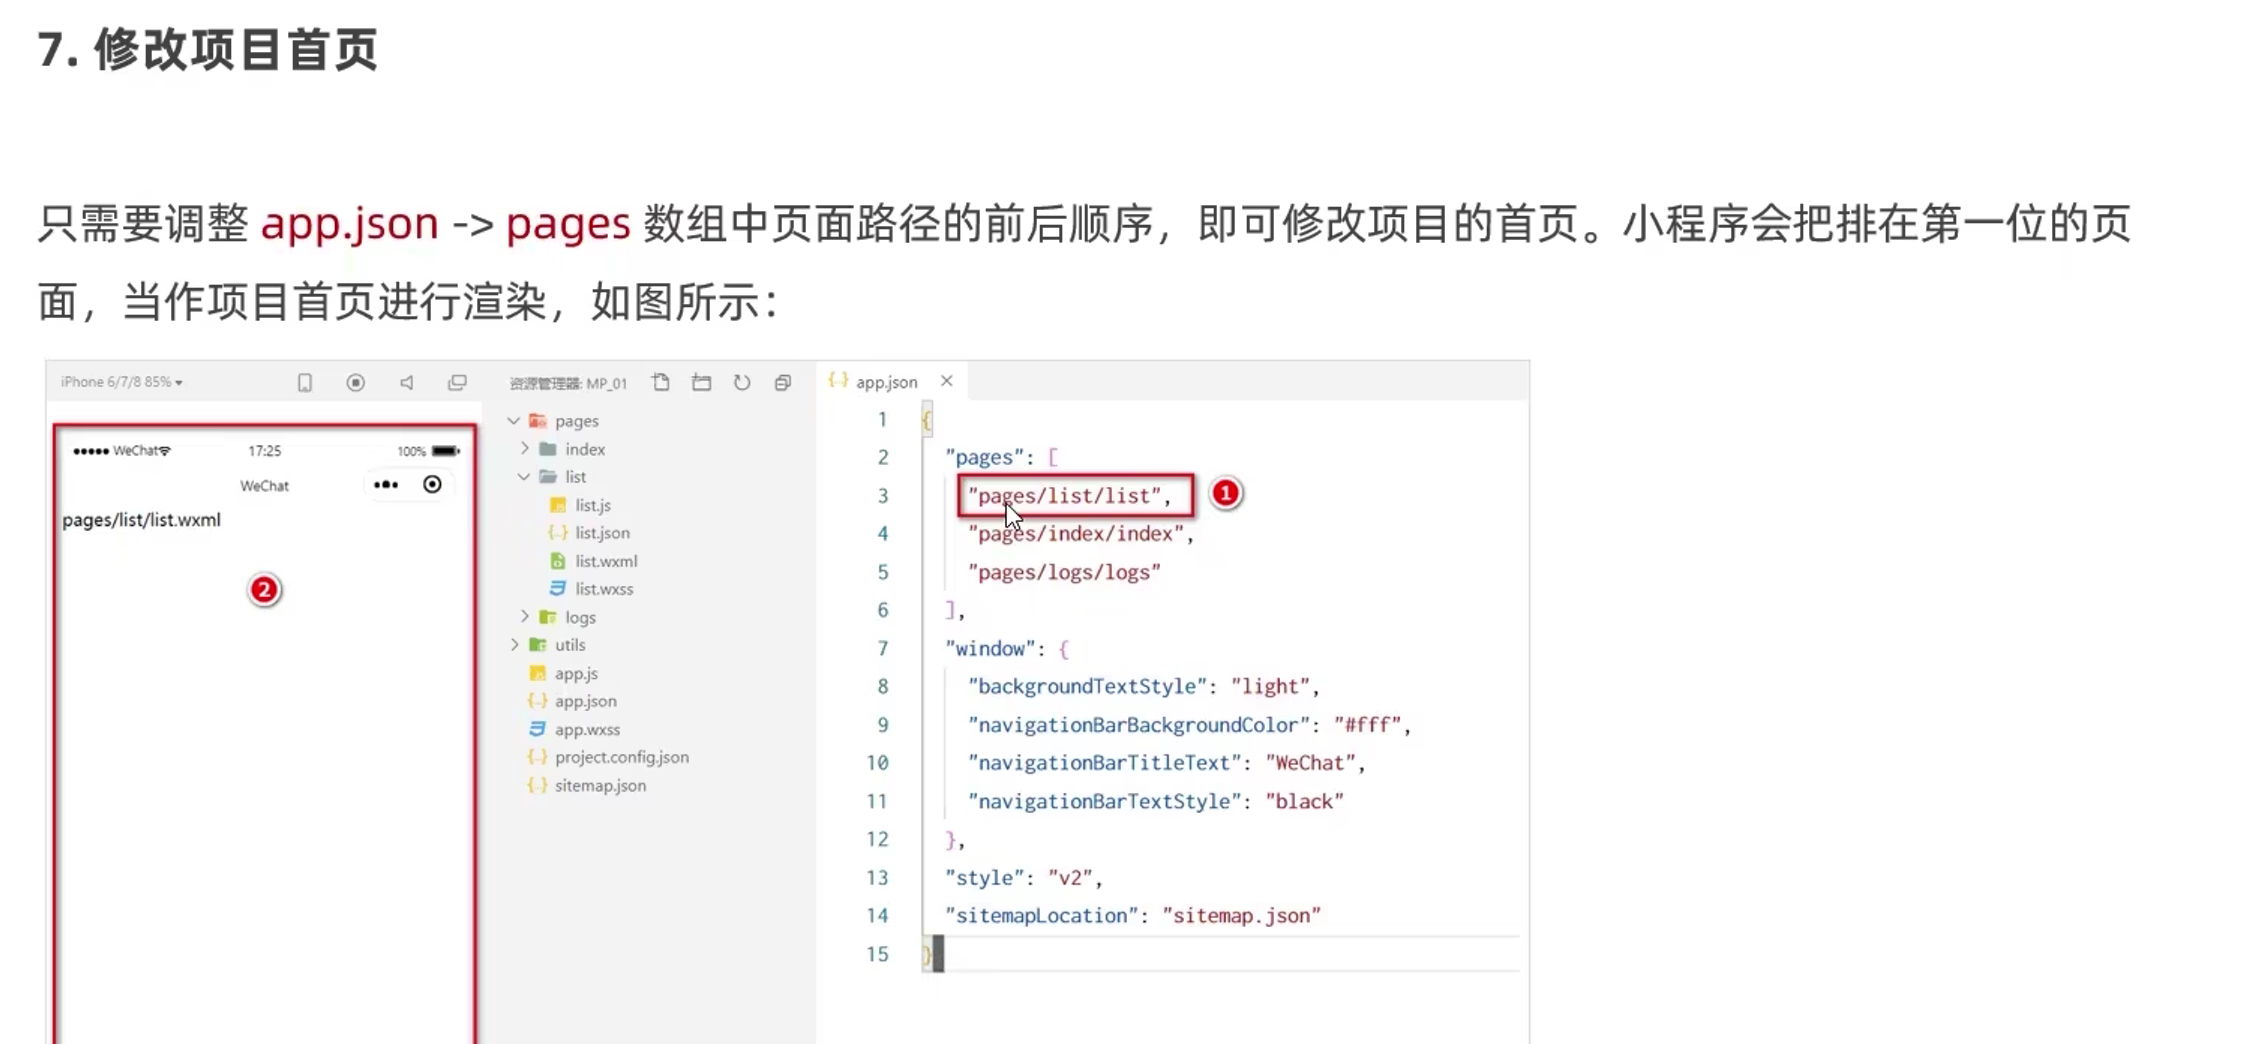 7. 修改项目首页
只需要调整 app.json -> pages 数组中页面路径的前后顺序，即可修改项目的首页。小程序会把排在第一位的页
面，当作项目首页进行渲染，如图所示：
iPhone 6/7/8 85%
WeChat
17:25
100%
WeChat
pages/list/list.wxml
2
资源管理器: MP_01
pages
index
list
list.js
list.json
list.wxml
list.wxss
logs
utils
app.js
app.json
app.wxss
project.config.json
sitemap.json
app.json
1 {
2 "pages": [
3 "pages/list/list",
1
4 "pages/index/index",
5 "pages/logs/logs"
6 ],
7 "window": {
8 "backgroundTextStyle": "light",
9 "navigationBarBackgroundColor": "#fff",
10 "navigationBarTitleText": "WeChat",
11 "navigationBarTextStyle": "black"
12 },
13 "style": "v2",
14 "sitemapLocation": "sitemap.json"
15 }